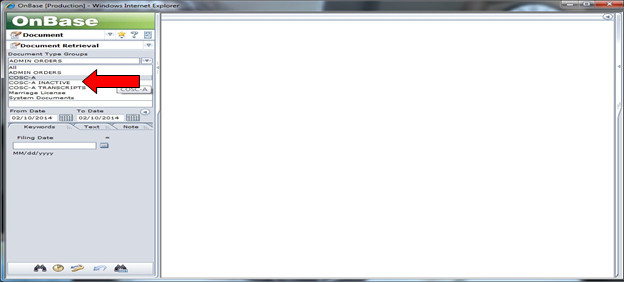 OnBase [Production] - Windows Internet Explorer
OnBase
Document
Document Retrieval
Document Type Groups
ADMIN ORDERS
All
ADMIN ORDERS
COSC-A
COSC-A INACTIVE
COSC-A TRANSCRIPTS
COSC-A
Marriage License
System Documents
From Date To Date
02/10/2014 02/10/2014
Keywords Text Note
Filing Date =
MM/dd/yyyy